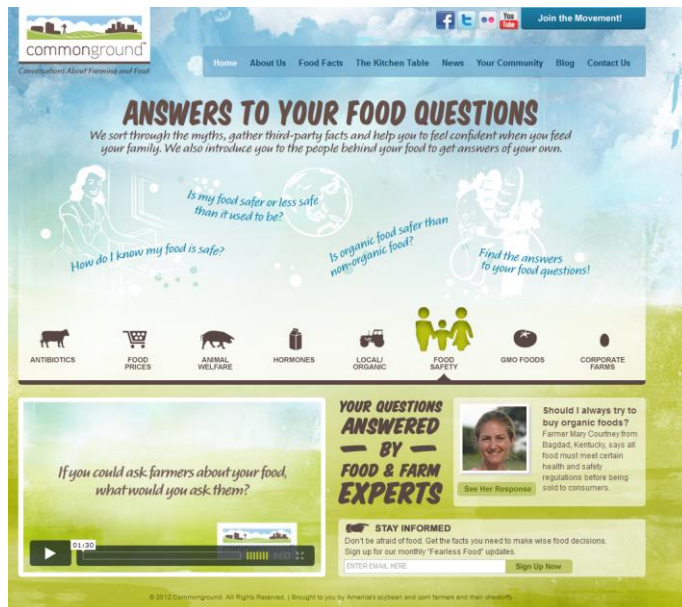 commonground™
Conversations About Farming and Food
You
Tube
Join the Movement!
Home About Us Food Facts The Kitchen Table News Your Community Blog Contact Us
ANSWERS TO YOUR FOOD QUESTIONS
We sort through the myths, gather third-party facts and help you to feel confident when you feed
your family. We also introduce you to the people behind your food to get answers of your own.
Is my food safer or less safe
than it used to be?
How do I know my food is safe?
Is organic food safer than
non-organic food?
Find the answers
to your food questions!
ANTIBIOTICS
FOOD
PRICES
ANIMAL
WELFARE
HORMONES
LOCAL/
ORGANIC
FOOD
SAFETY
GMO FOODS
CORPORATE
FARMS
If you could ask farmers about your food,
what would you ask them?
01:30
HD
YOUR QUESTIONS
ANSWERED
BY
FOOD & FARM
EXPERTS
See Her Response
Should I always try to
buy organic foods?
Farmer Mary Courtney from
Bagdad, Kentucky, says all
food must meet certain
health and safety
regulations before being
sold to consumers.
STAY INFORMED
Don't be afraid of food. Get the facts you need to make wise food decisions.
Sign up for our monthly "Fearless Food" updates.
ENTER EMAIL HERE
Sign Up Now
© 2012 Commonground. All Rights Reserved. | Brought to you by America's soybean and corn farmers and their checkoffs.